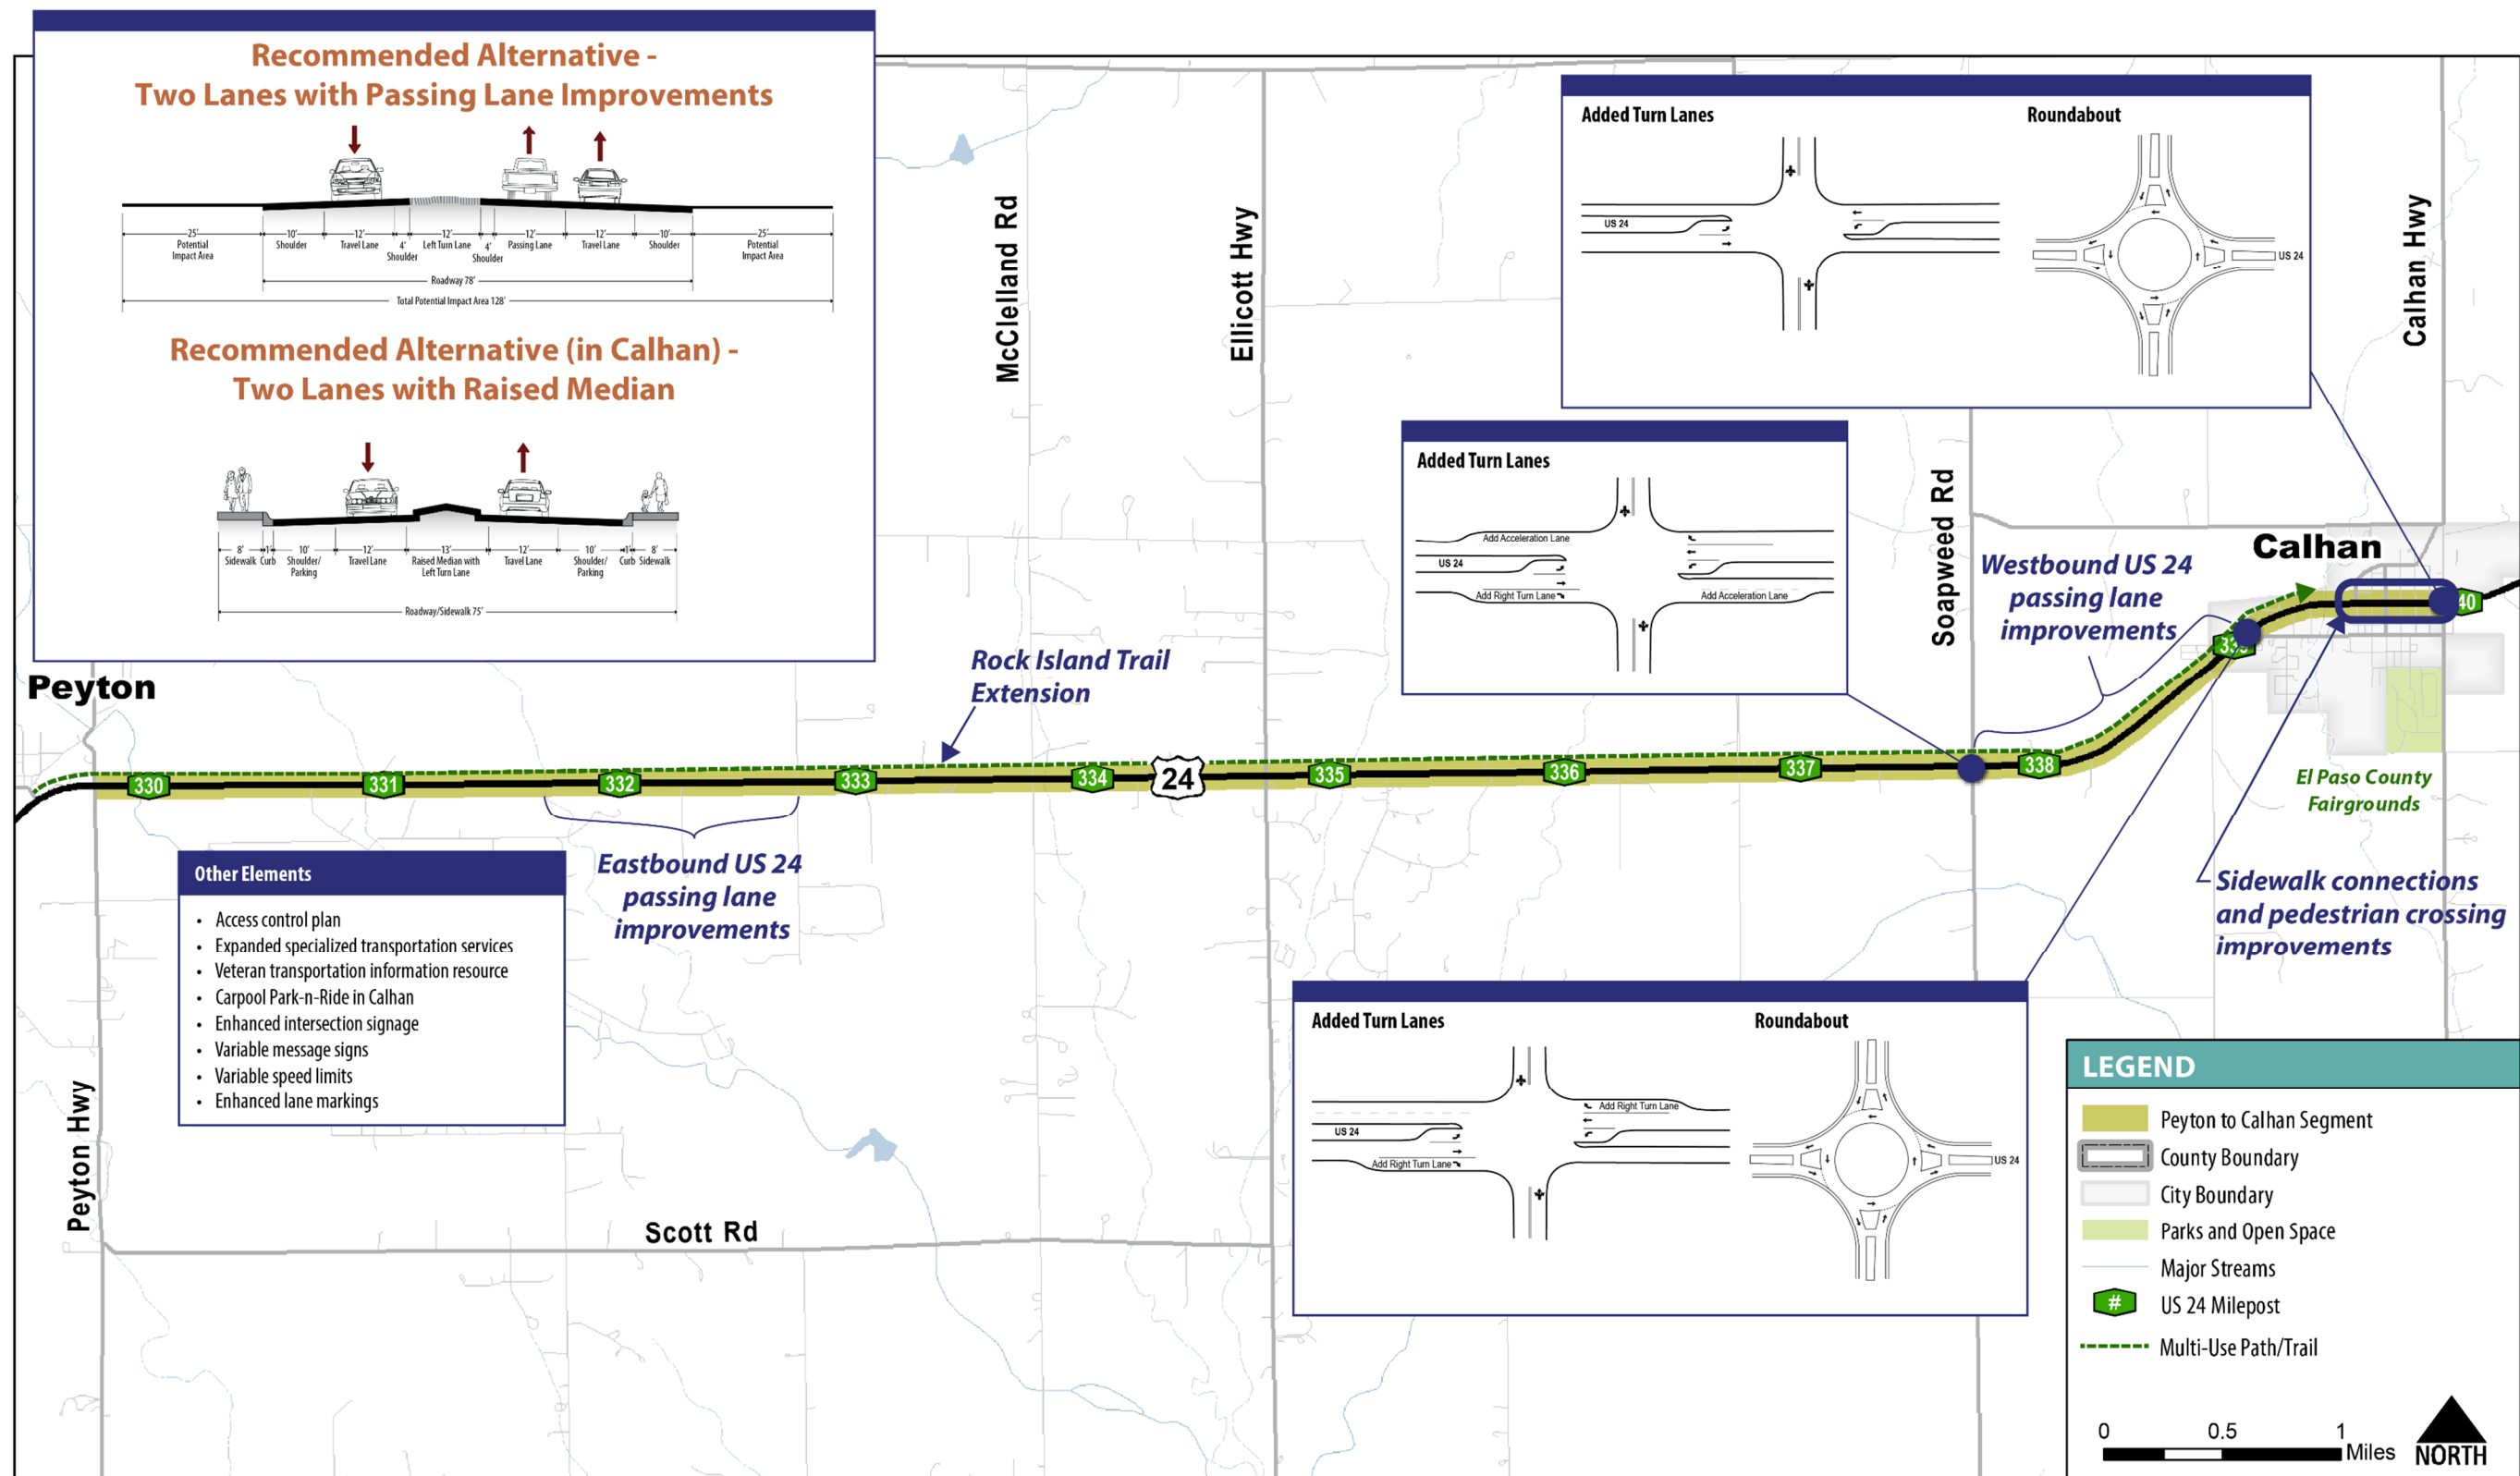 Recommended Alternative -
Two Lanes with Passing Lane Improvements
25'
Potential
Impact Area
10'
Shoulder
12'
Travel Lane
4'
Shoulder
12'
Left Turn Lane
4'
Shoulder
12'
Passing Lane
12'
Travel Lane
10'
Shoulder
25'
Potential
Impact Area
Roadway 78'
Total Potential Impact Area 128'
Recommended Alternative (in Calhan) -
Two Lanes with Raised Median
8'
Sidewalk
1'
Curb
10'
Shoulder/
Parking
12'
Travel Lane
13'
Raised Median with
Left Turn Lane
12'
Travel Lane
10'
Shoulder/
Parking
1'
Curb
8'
Sidewalk
Roadway/Sidewalk 75'
McClelland Rd
Ellicott Hwy
Added Turn Lanes
US 24
Roundabout
US 24
Calhan Hwy
Added Turn Lanes
Add Acceleration Lane
US 24
Add Right Turn Lane
Add Acceleration Lane
Soapweed Rd
Westbound US 24
passing lane
improvements
Calhan
40
Peyton
Rock Island Trail
Extension
330
331
332
333
334
24
335
336
337
338
El Paso County
Fairgrounds
Eastbound US 24
passing lane
improvements
Sidewalk connections
and pedestrian crossing
improvements
Other Elements
• Access control plan
• Expanded specialized transportation services
• Veteran transportation information resource
• Carpool Park-n-Ride in Calhan
• Enhanced intersection signage
• Variable message signs
• Variable speed limits
• Enhanced lane markings
Peyton Hwy
Scott Rd
Added Turn Lanes
Add Right Turn Lane
US 24
Add Right Turn Lane
Roundabout
US 24
LEGEND
Peyton to Calhan Segment
County Boundary
City Boundary
Parks and Open Space
Major Streams
# US 24 Milepost
Multi-Use Path/Trail
0 0.5 1
Miles
NORTH